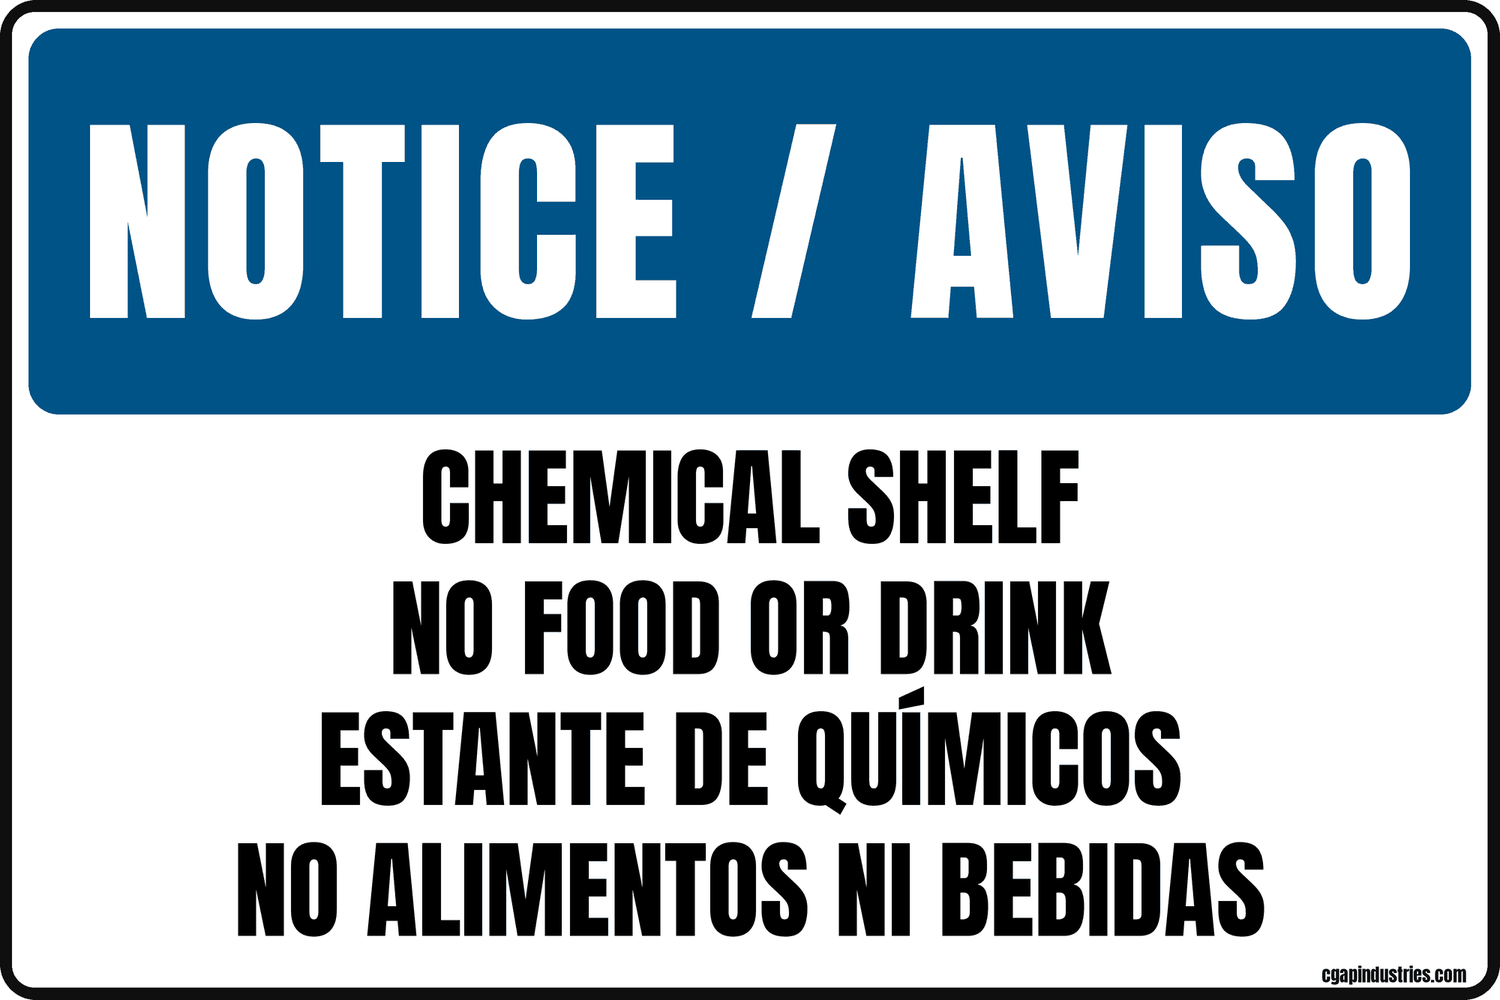 NOTICE / AVISO
CHEMICAL SHELF
NO FOOD OR DRINK
ESTANTE DE QUÍMICOS
NO ALIMENTOS NI BEBIDAS
cgapindustries.com